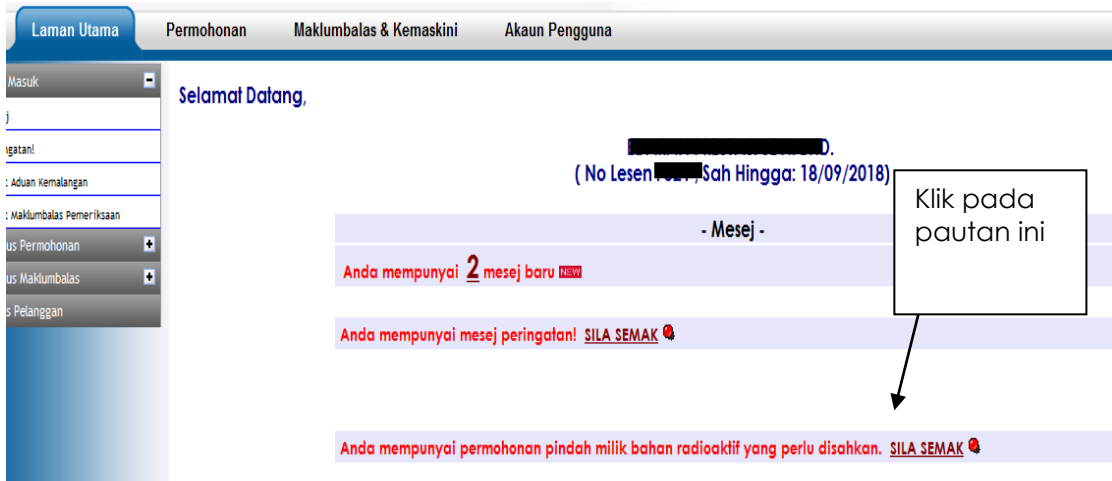 Laman Utama Permohonan Maklumbalas & Kemaskini Akaun Pengguna
Masuk
Selamat Datang,
j
ngatan!
: Aduan Kemalangan
: Maklumbalas Pemeriksaan
us Permohonan
us Maklumbalas
s Pelanggan
D.
( No Lesen Sah Hingga: 18/09/2018)
Klik pada
pautan ini
- Mesej -
Anda mempunyai 2 mesej baru NEW
Anda mempunyai mesej peringatan! SILA SEMAK
Anda mempunyai permohonan pindah milik bahan radioaktif yang perlu disahkan. SILA SEMAK